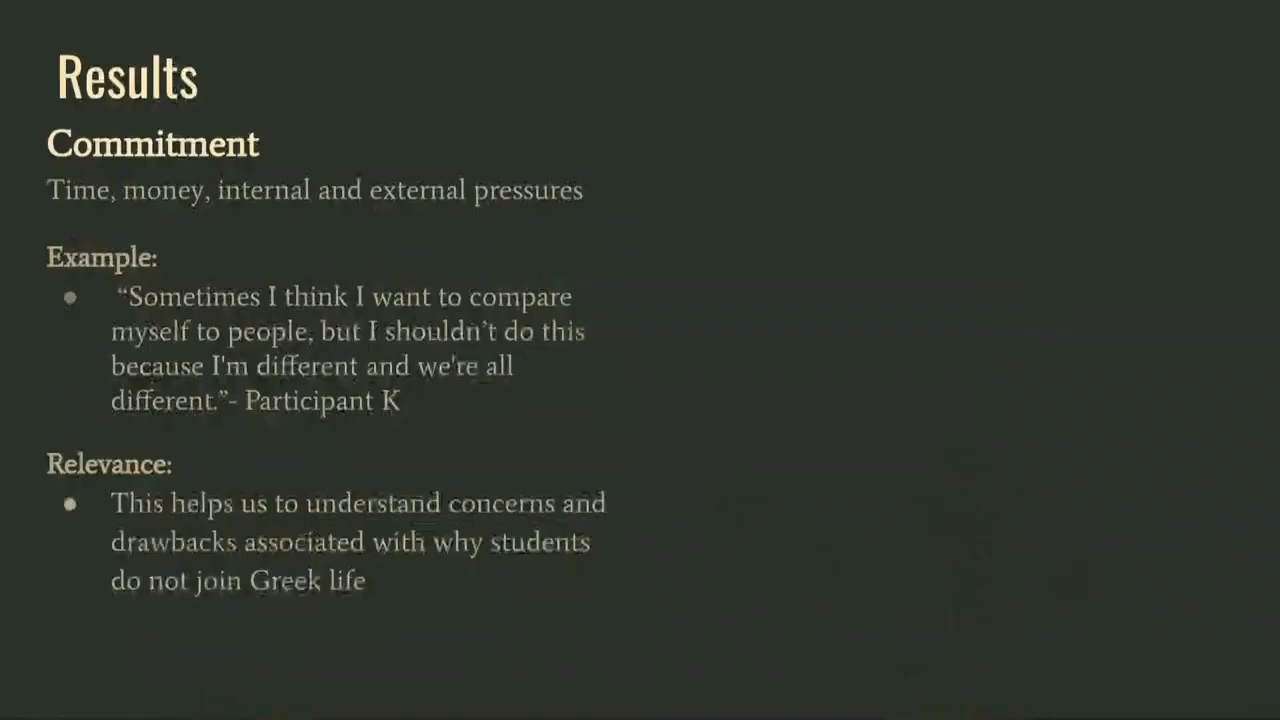 Results
Commitment
Time, money, internal and external pressures
Example:
● “Sometimes I think I want to compare
myself to people, but I shouldn’t do this
because I'm different and we're all
different.”- Participant K
Relevance:
● This helps us to understand concerns and
drawbacks associated with why students
do not join Greek life